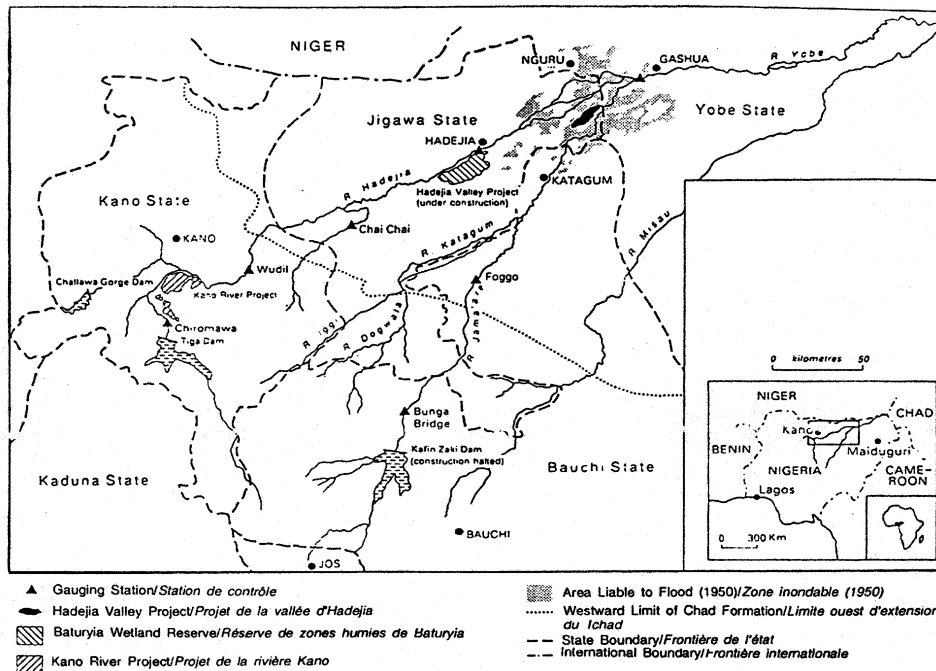 NIGER
NGURU
GASHUA
R Yobe
Yobe State
Jigawa State
HADEJIA
R Hadejia
Hadejia Valley Project
(under construction)
KATAGUM
Kano State
KANO
Chai Chai
R Katagum
R Misau
Wudil
Challawa Gorge Dam
Kano River Project
Foggo
Chiromawa
Tiga Dam
R Iggi
R Dogwala
R Jama'are
Bunga
Bridge
Kafin Zaki Dam
(construction halted)
Bauchi State
Kaduna State
BAUCHI
JOS
0 kilometres 50
NIGER
CHAD
Kano
BENIN
Maiduguri
NIGERIA
CAME-
ROON
Lagos
0 300 Km
Gauging Station/Station de contrôle
Hadejia Valley Project/Projet de la vallée d'Hadejia
Baturyia Wetland Reserve/Réserve de zones humies de Baturyia
Kano River Project/Projet de la rivière Kano
Area Liable to Flood (1950)/Zone inondable (1950)
Westward Limit of Chad Formation/Limite ouest d'extension
du Tchad
State Boundary/Frontière de l'état
International Boundary/Frontière internationale